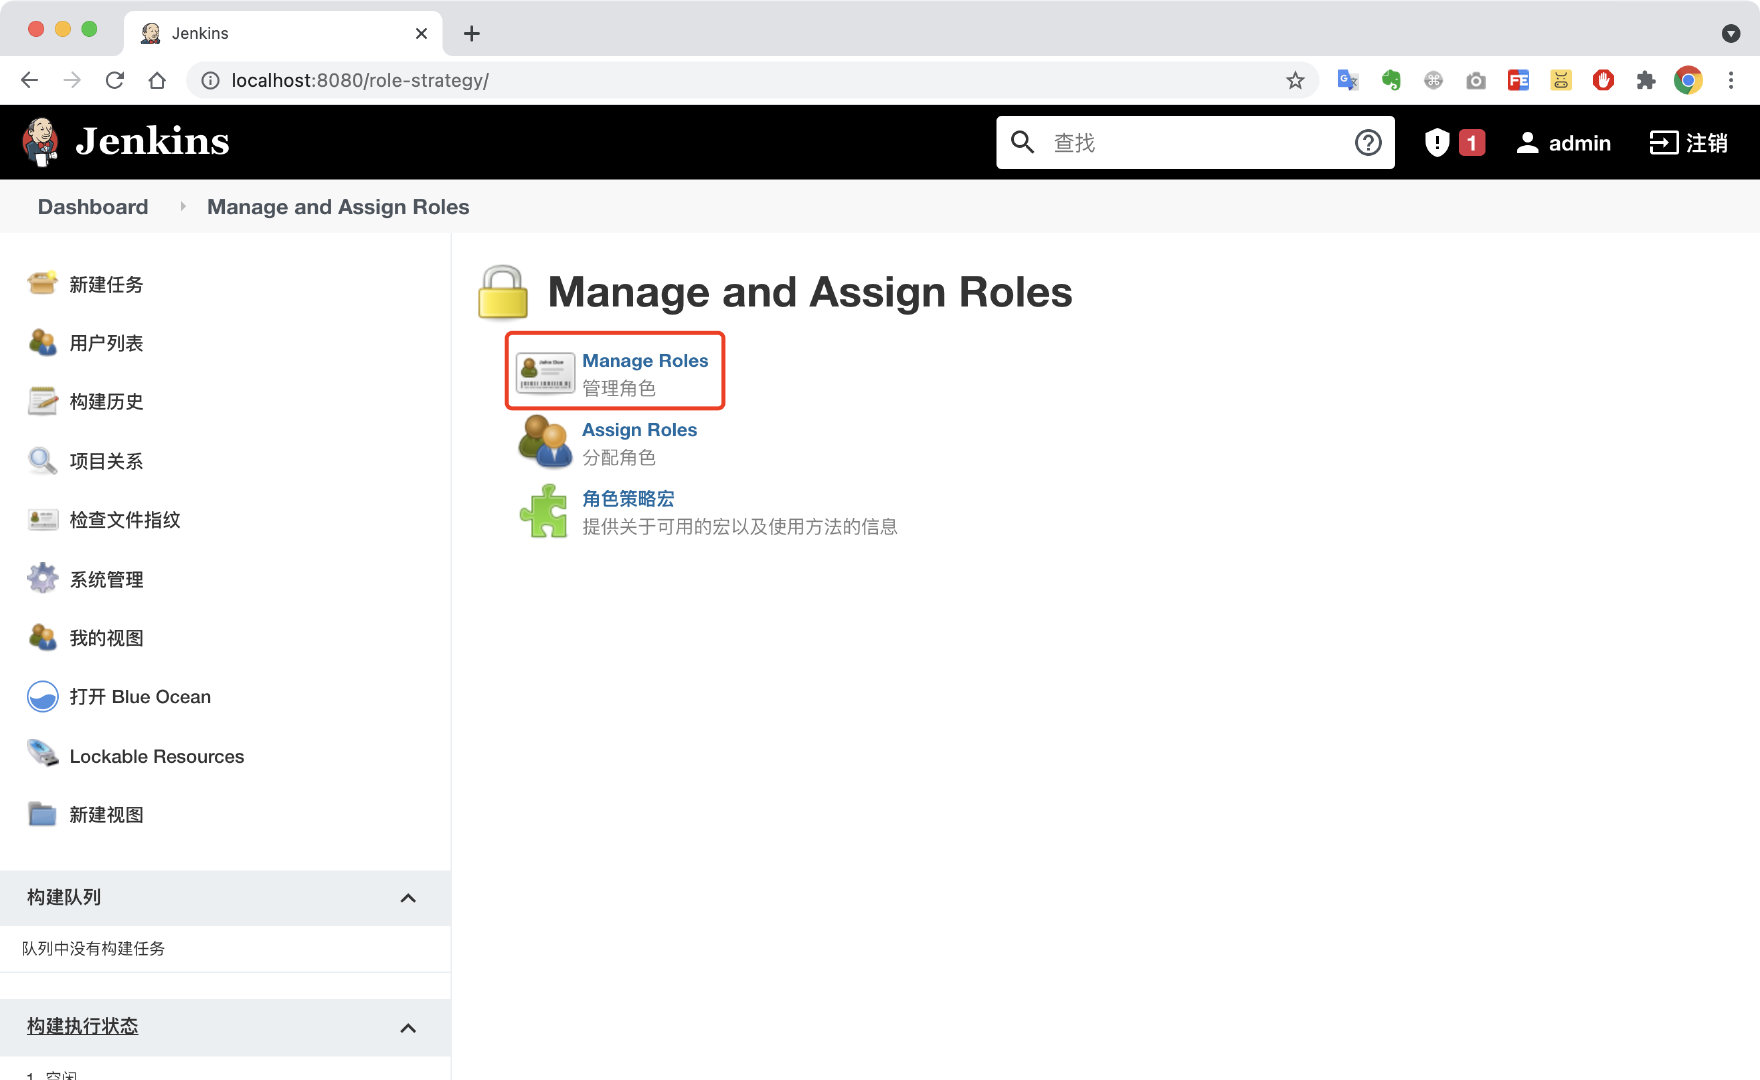 Jenkins
localhost:8080/role-strategy/
Jenkins
查找
1
admin
注销
Dashboard
Manage and Assign Roles
新建任务
用户列表
构建历史
项目关系
检查文件指纹
系统管理
我的视图
打开 Blue Ocean
Lockable Resources
新建视图
构建队列
队列中没有构建任务
构建执行状态
1 空闲
Manage and Assign Roles
Manage Roles
管理角色
Assign Roles
分配角色
角色策略宏
提供关于可用的宏以及使用方法的信息